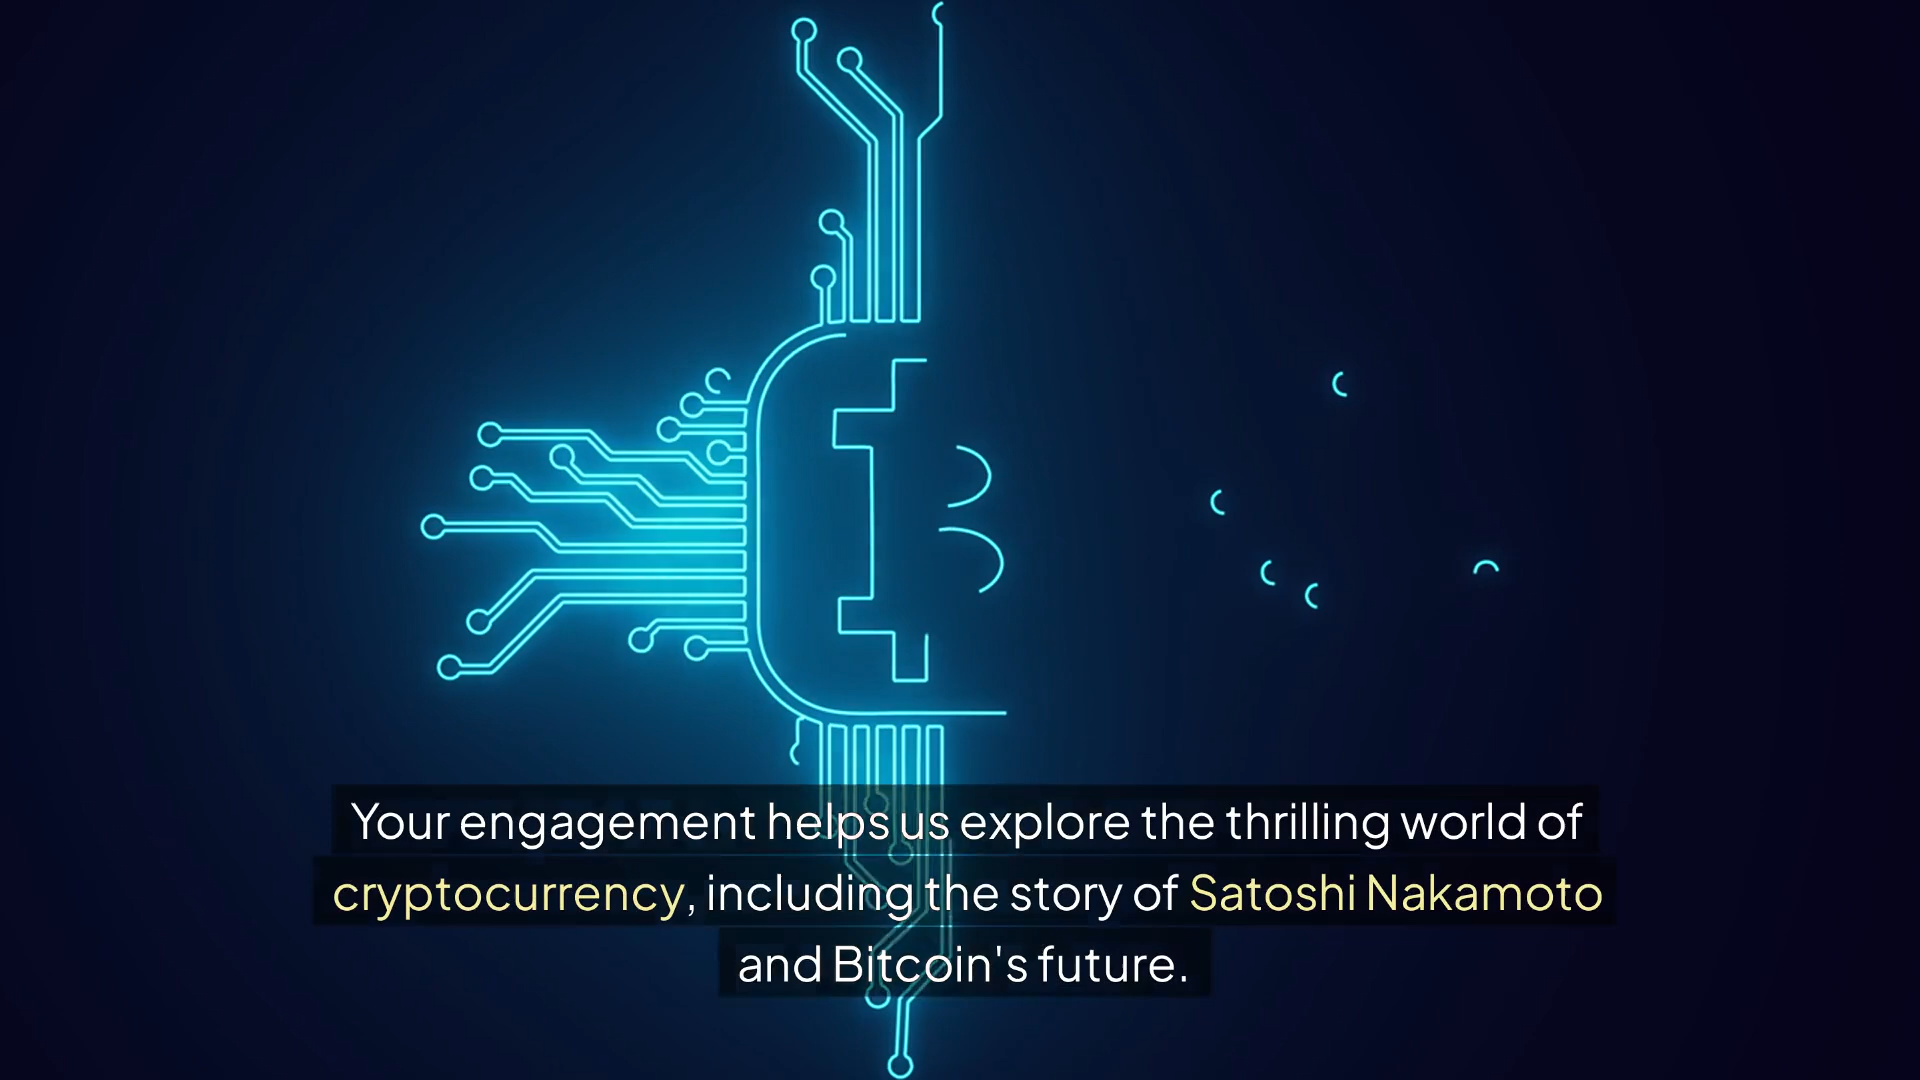 Your engagement helps us explore the thrilling world of
cryptocurrency, including the story of Satoshi Nakamoto
and Bitcoin's future.